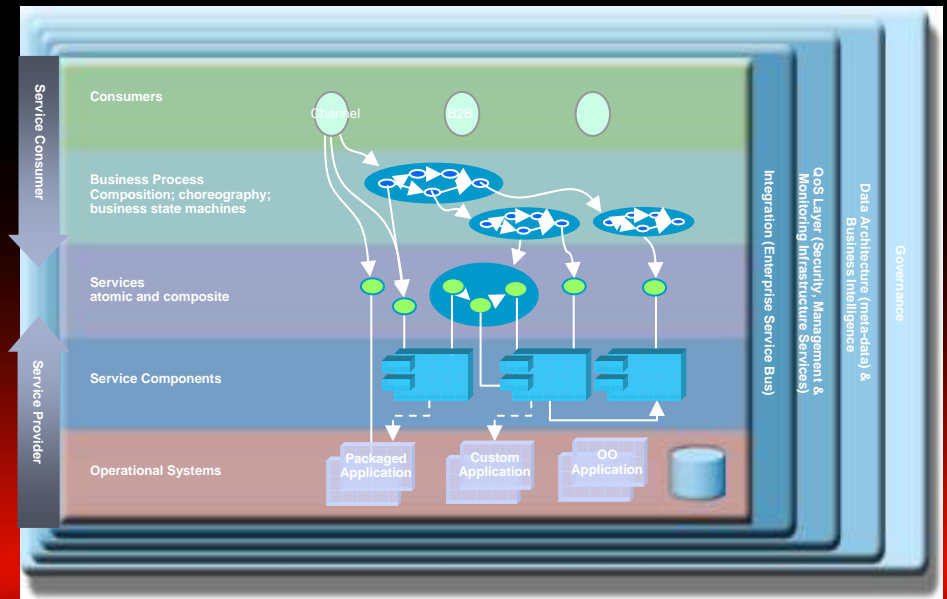 Service Consumer
Service Provider
Consumers
Channel
B2B
Business Process
Composition; choreography;
business state machines
Services
atomic and composite
Service Components
Operational Systems
Packaged
Application
Custom
Application
OO
Application
Integration (Enterprise Service Bus)
QoS Layer (Security, Management &
Monitoring Infrastructure Services)
Data Architecture (meta-data) &
Business Intelligence
Governance